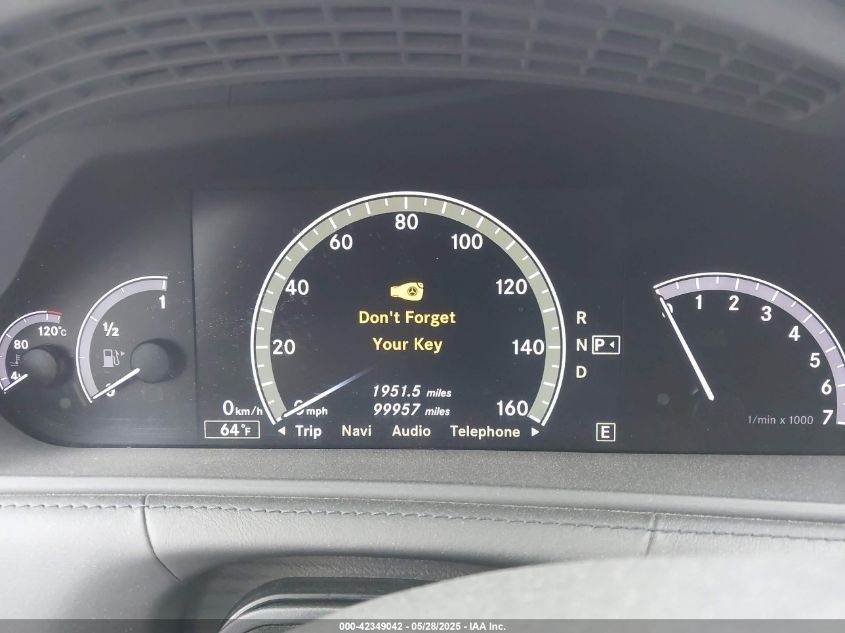 80
60
100
40
120
20
140
0
160
Don't Forget
Your Key
1951.5 miles
99957 miles
0 km/h
mph
64°F
Trip Navi Audio Telephone
R
N P
D
E
1
1/2
120°C
80
0 1 2 3 4 5 6 7
1/min x 1000
000-42349042 - 05/28/2025 - IAA Inc.